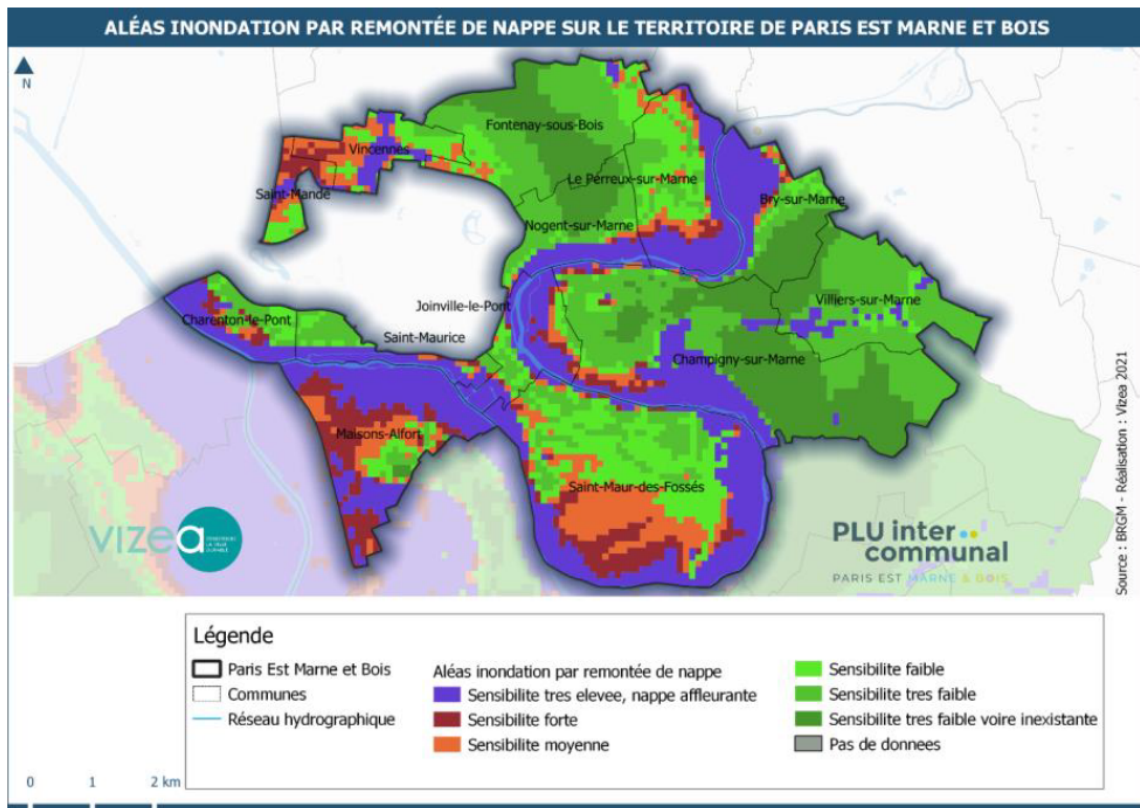 ALÉAS INONDATION PAR REMONTÉE DE NAPPE SUR LE TERRITOIRE DE PARIS EST MARNE ET BOIS
N
Fontenay-sous-Bois
Vincennes
Le Perreux-sur-Marne
Saint-Mandé
Bry-sur-Marne
Nogent-sur-Marne
Joinville-le-Pont
Villiers-sur-Marne
Charenton-le-Pont
Saint-Maurice
Champigny-sur-Marne
Maisons-Alfort
Saint-Maur-des-Fossés
vizea
PLU inter
communal
PARIS EST MARNE & BOIS
Source : BRGM - Réalisation : Vizea 2021
Légende
Paris Est Marne et Bois
Communes
Réseau hydrographique
Aléas inondation par remontée de nappe
Sensibilite tres elevee, nappe affleurante
Sensibilite forte
Sensibilite moyenne
Sensibilite faible
Sensibilite tres faible
Sensibilite tres faible voire inexistante
Pas de donnees
0 1 2 km